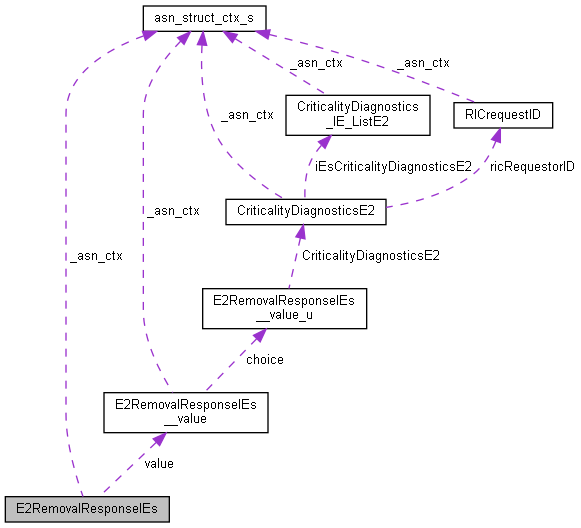 asn_struct_ctx_s
_asn_ctx
_asn_ctx
CriticalityDiagnostics
_IE_ListE2
RICrequestID
_asn_ctx
iEsCriticalityDiagnosticsE2
ricRequestorID
CriticalityDiagnosticsE2
_asn_ctx
_asn_ctx
CriticalityDiagnosticsE2
E2RemovalResponseIEs
__value_u
choice
E2RemovalResponseIEs
__value
value
E2RemovalResponseIEs